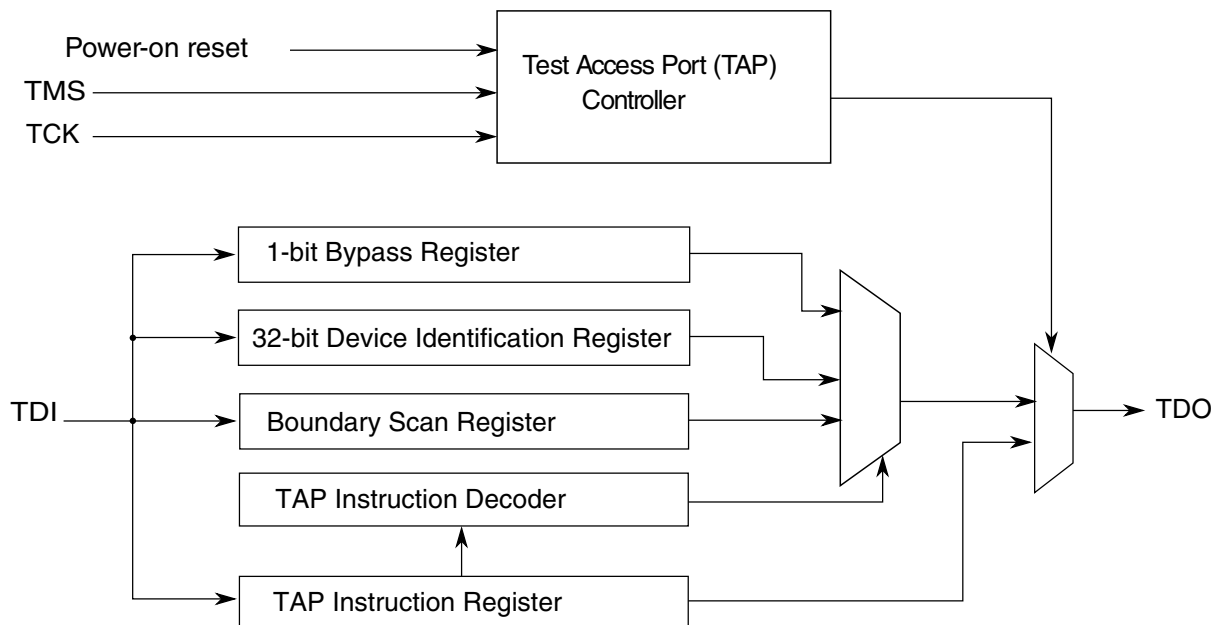 Power-on reset
TMS
TCK
Test Access Port (TAP)
Controller
1-bit Bypass Register
32-bit Device Identification Register
TDI
Boundary Scan Register
TDO
TAP Instruction Decoder
TAP Instruction Register